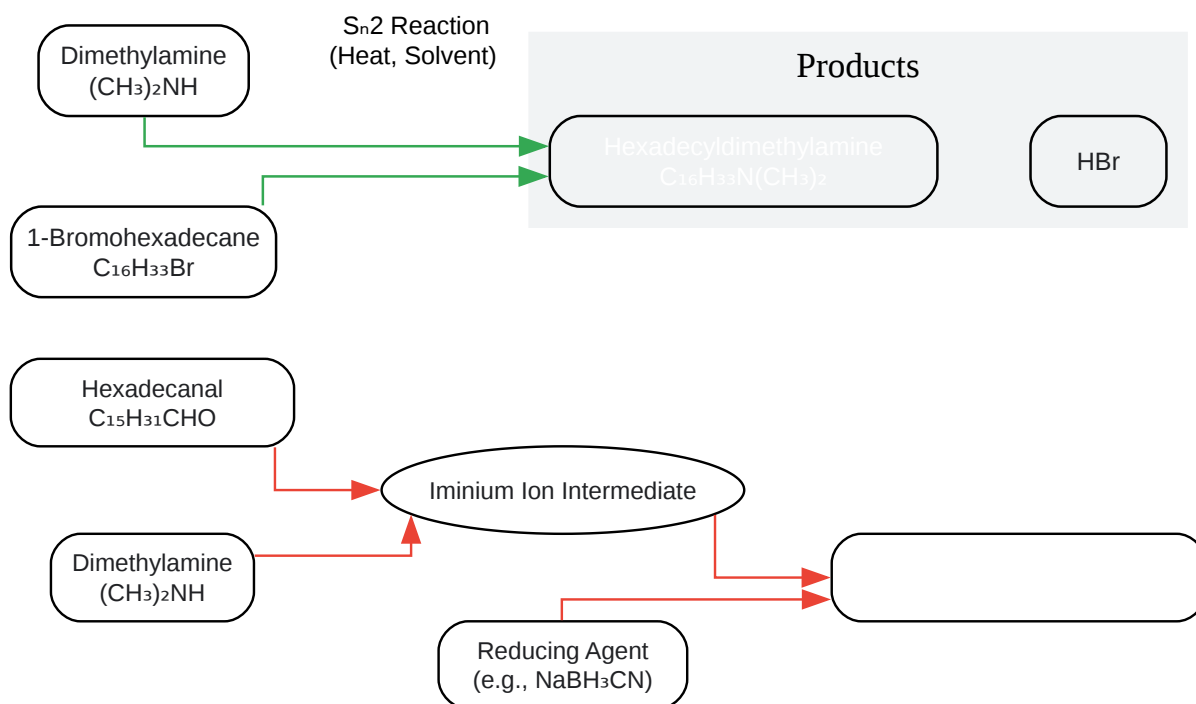 Dimethylamine
(CH₃)₂NH
Sₙ2 Reaction
(Heat, Solvent)
Products
Hexadecyldimethylamine
C₁₆H₃₃N(CH₃)₂
HBr
1-Bromohexadecane
C₁₆H₃₃Br
Hexadecanal
C₁₅H₃₁CHO
Iminium Ion Intermediate
Dimethylamine
(CH₃)₂NH
Reducing Agent
(e.g., NaBH₃CN)